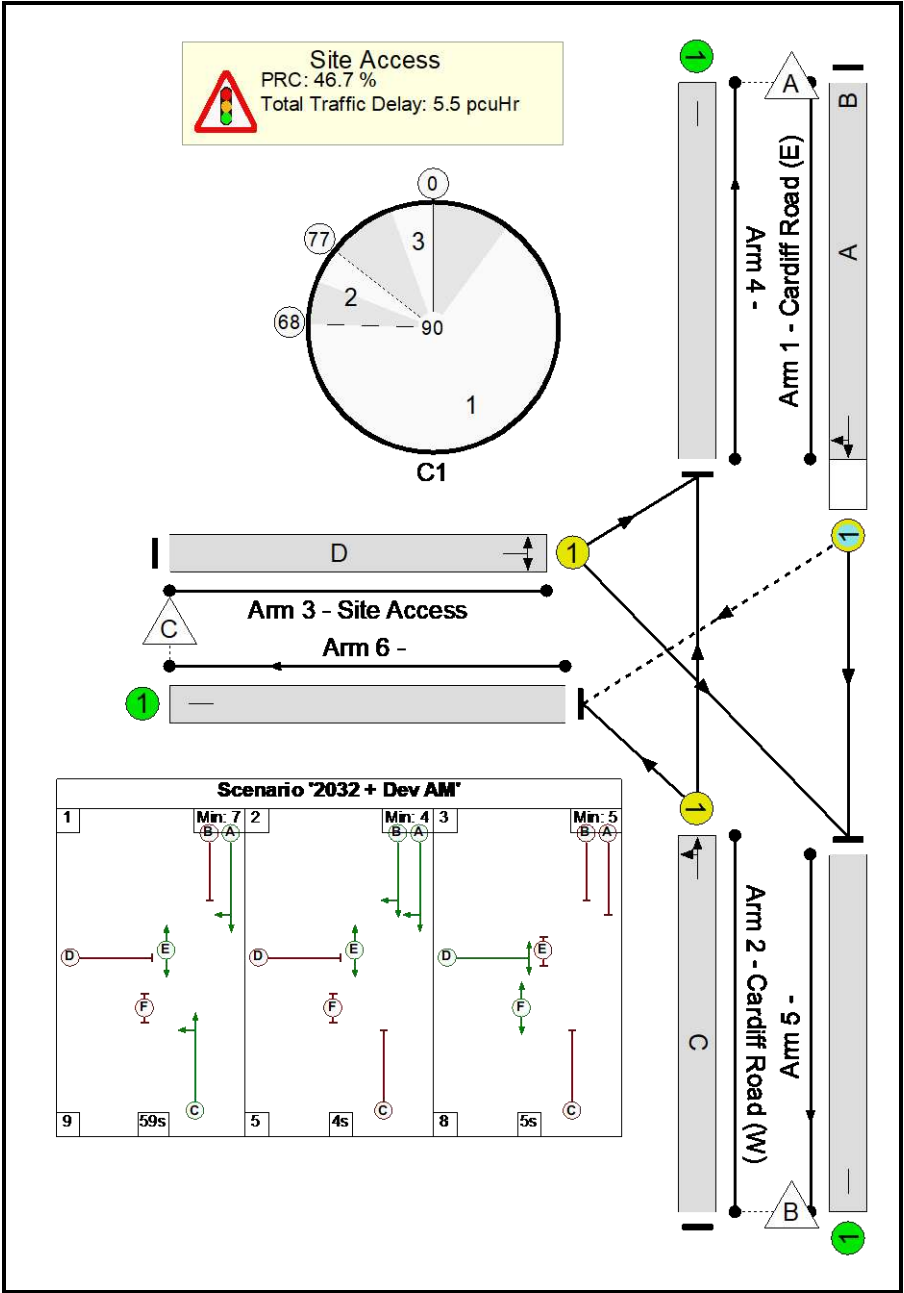 Site Access
PRC: 46.7 %
Total Traffic Delay: 5.5 pcuHr
1
A
B
A
Arm 1 - Cardiff Road (E)
Arm 4 -
0
77
68
3
2
90
1
C1
D
1
1
Arm 3 - Site Access
C
Arm 6 -
1
1
Scenario '2032 + Dev AM'
1
Min: 7
2
Min: 4
3
Min: 5
B
A
B
A
B
A
D
E
D
E
D
E
F
F
F
C
C
C
9
59s
5
4s
8
5s
C
Arm 2 - Cardiff Road (W)
Arm 5 -
B
1